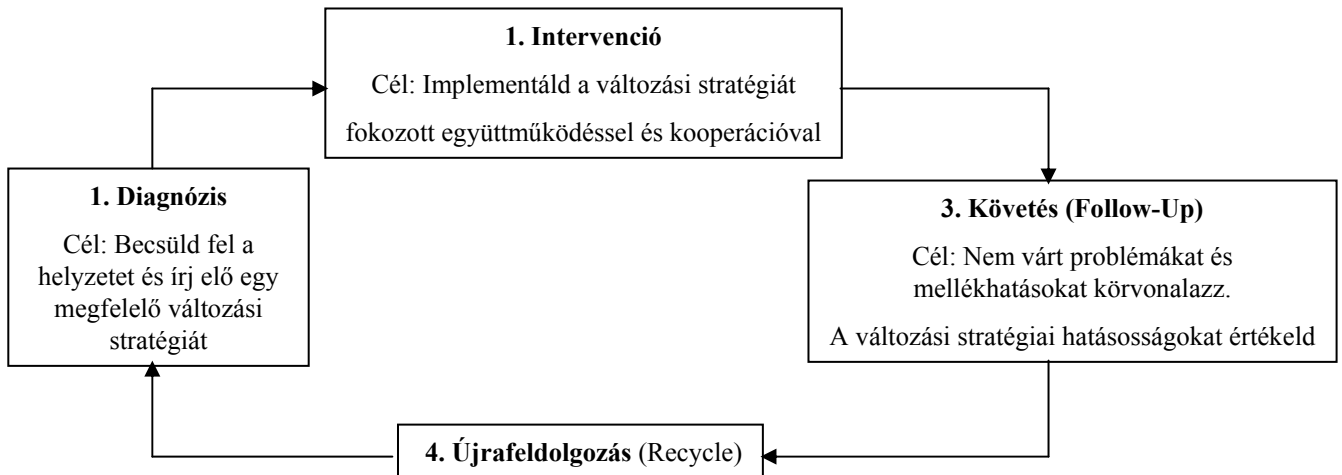 1. Intervenció
Cél: Implementáld a változási stratégiát
fokozott együttműködéssel és kooperációval
1. Diagnózis
Cél: Becsüld fel a
helyzetet és írj elő egy
megfelelő változási
stratégiát
3. Követés (Follow-Up)
Cél: Nem várt problémákat és
mellékhatásokat körvonalazz.
A változási stratégiai hatásosságokat értékeld
4. Újrafeldolgozás (Recycle)